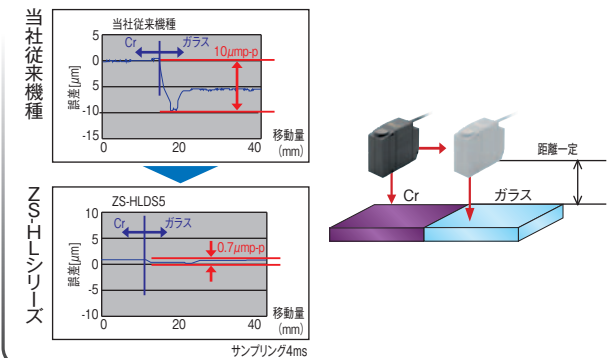 当社従来機種
当社従来機種
5
0
-5
-10
-15
誤差[μm]
Cr
ガラス
10μmp-p
0
20
40
移動量
(mm)
ZS-HLシリーズ
ZS-HLDS5
10
5
0
-5
-10
誤差[μm]
Cr
ガラス
0.7μmp-p
0
20
40
移動量
(mm)
サンプリング4ms
距離一定
Cr
ガラス